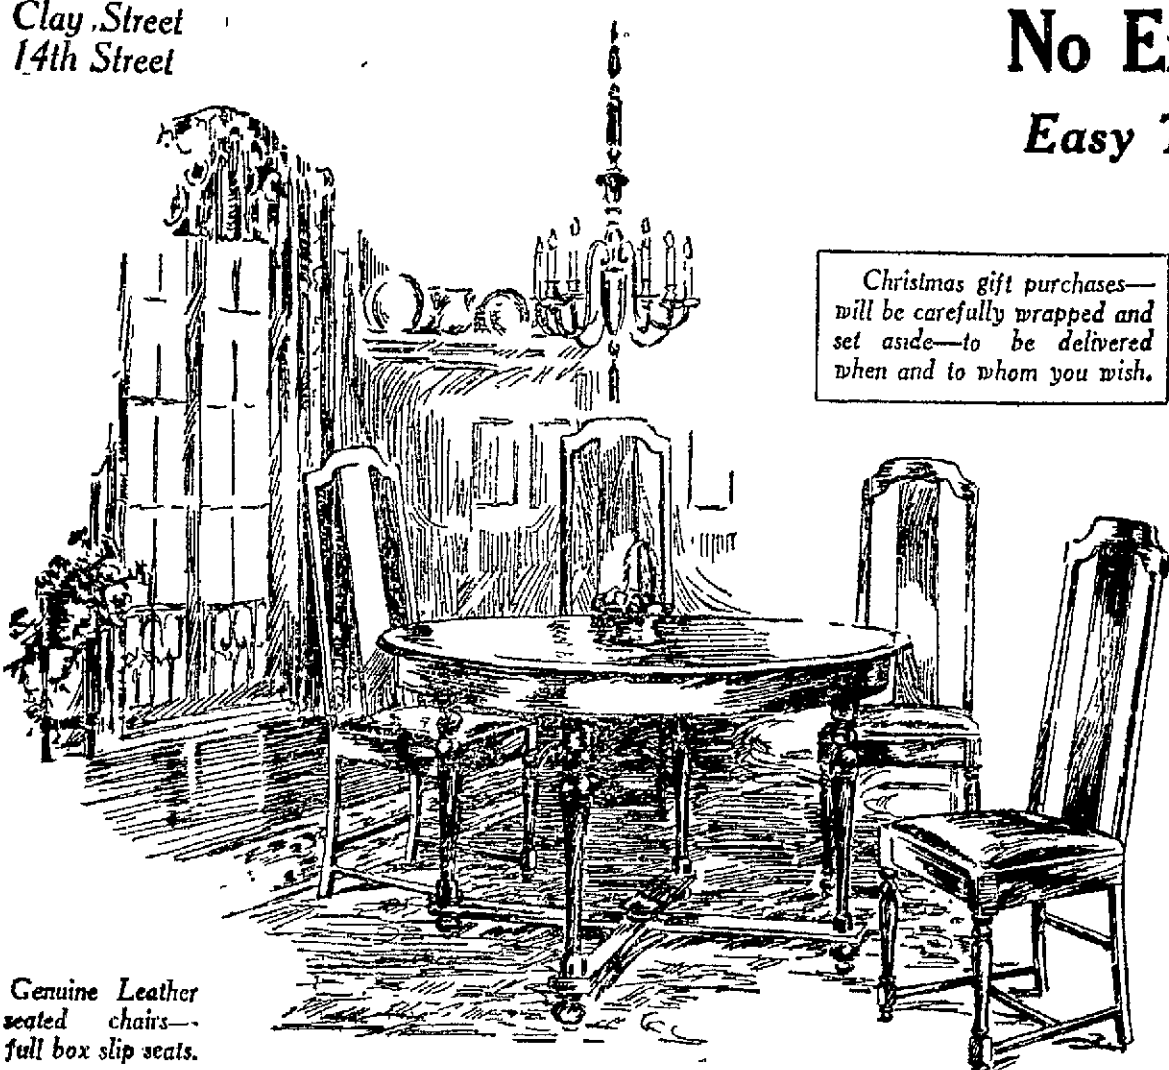 Clay Street
14th Street
No
Easy
Christmas gift purchases—
will be carefully wrapped and
set aside—to be delivered
when and to whom you wish.
Genuine Leather
seated chairs—
full box slip seats.